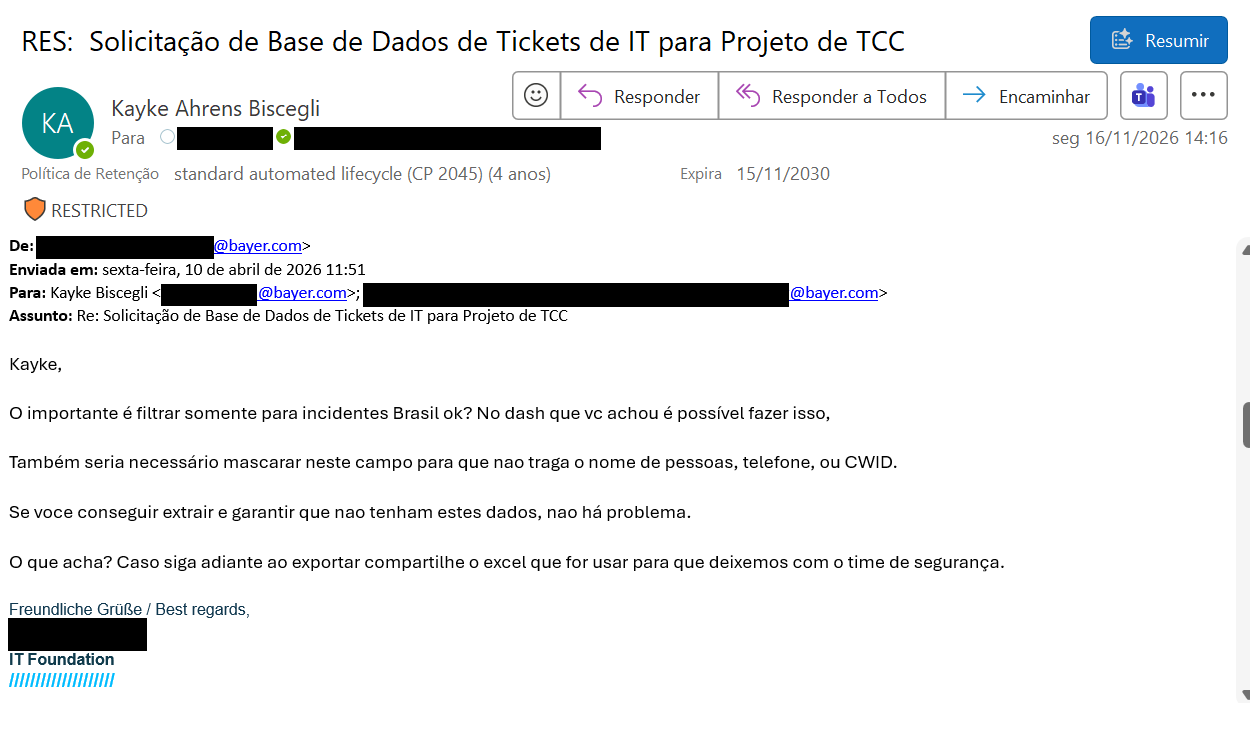 RES:  Solicitação de Base de Dados de Tickets de IT para Projeto de TCC
Resumir
KA
Kayke Ahrens Biscegli
Responder
Responder a Todos
Encaminhar
Para
seg 16/11/2026 14:16
Política de Retenção standard automated lifecycle (CP 2045) (4 anos) Expira 15/11/2030
RESTRICTED
De: @bayer.com>
Enviada em: sexta-feira, 10 de abril de 2026 11:51
Para: Kayke Biscegli < @bayer.com>; @bayer.com>
Assunto: Re: Solicitação de Base de Dados de Tickets de IT para Projeto de TCC
Kayke,
O importante é filtrar somente para incidentes Brasil ok? No dash que vc achou é possível fazer isso,
Também seria necessário mascarar neste campo para que nao traga o nome de pessoas, telefone, ou CWID.
Se voce conseguir extrair e garantir que nao tenham estes dados, nao há problema.
O que acha? Caso siga adiante ao exportar compartilhe o excel que for usar para que deixemos com o time de segurança.
Freundliche Grüße / Best regards,
IT Foundation
////////////////////